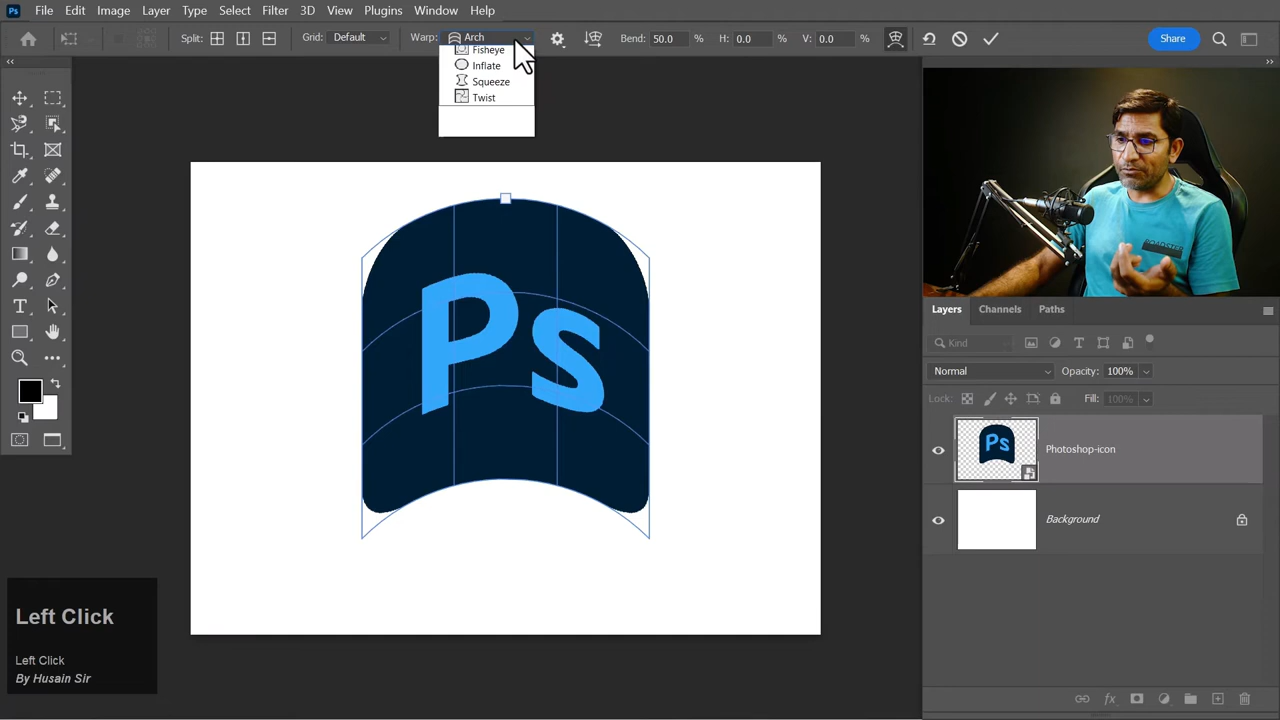 Ps File Edit Image Layer Type Select Filter 3D View Plugins Window Help
Split: Grid: Default Warp: Arch Bend: 50.0 % H: 0.0 % V: 0.0 % Share
Fisheye
Inflate
Squeeze
Twist
Ps
Layers Channels Paths
Kind
Normal Opacity: 100%
Lock: Fill: 100%
Ps Photoshop-icon
Background
Left Click
Left Click
By Husain Sir